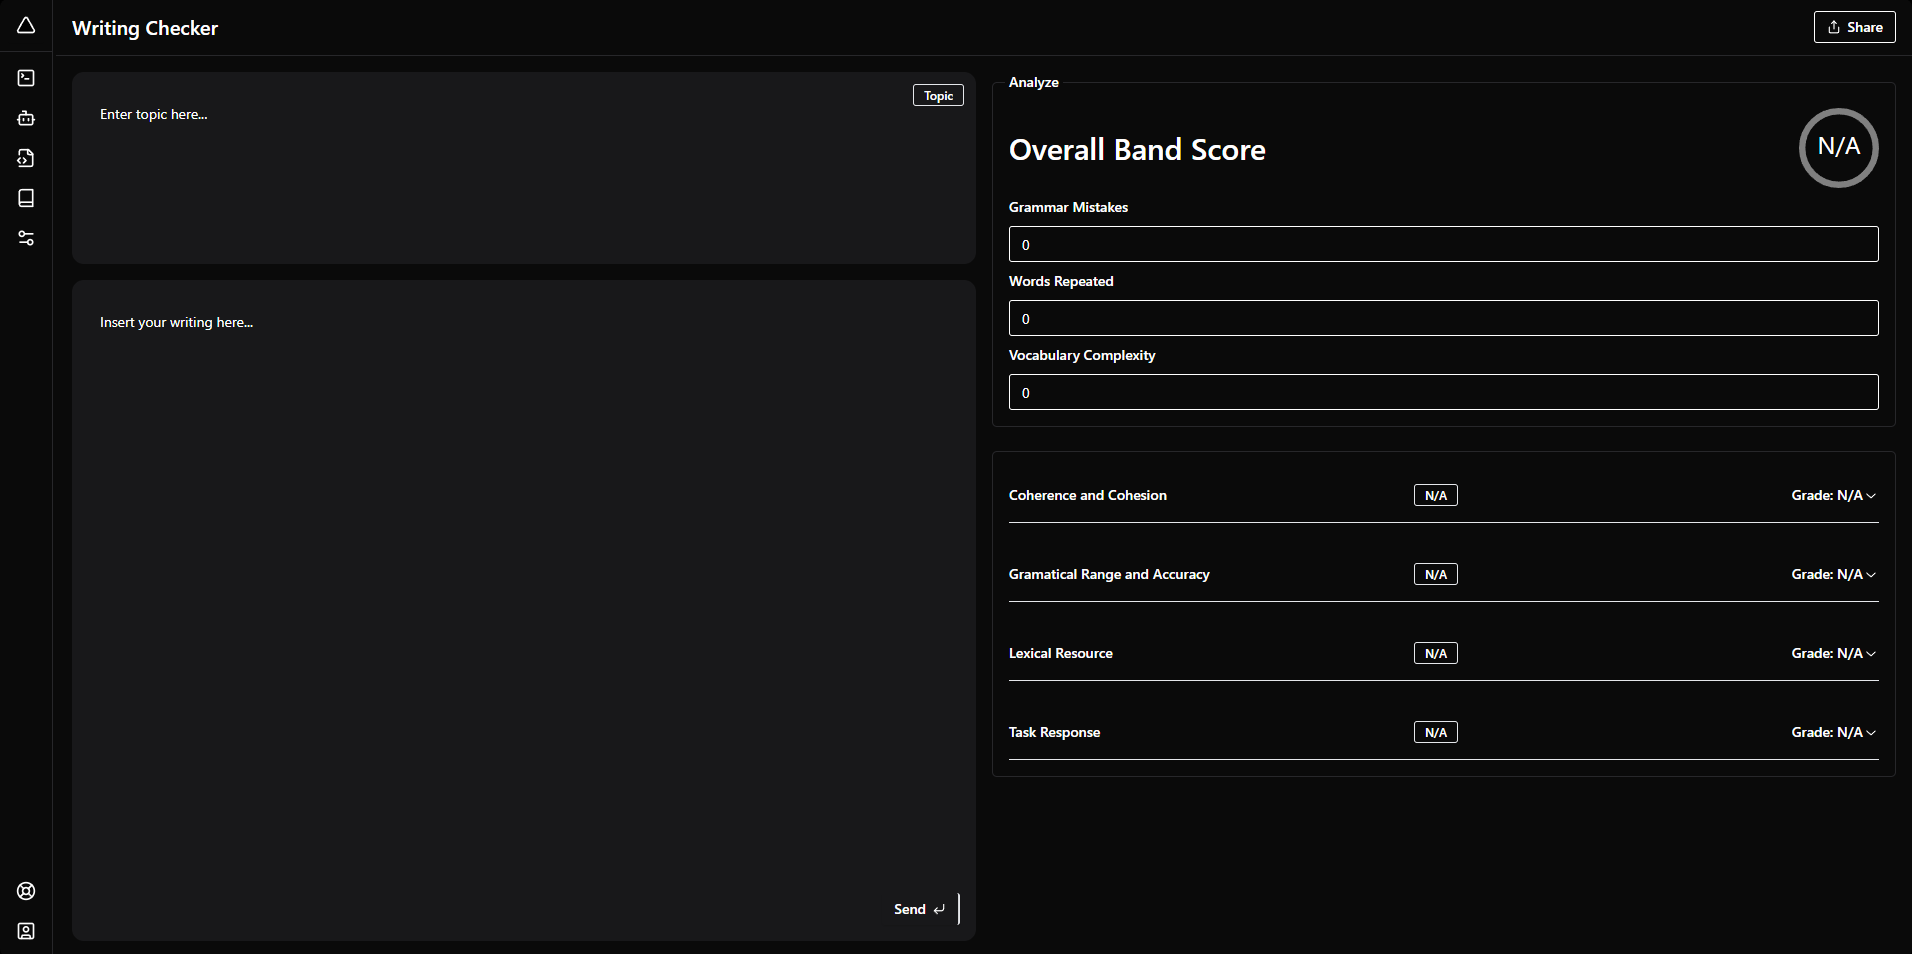 Writing Checker
Share
Topic
Enter topic here...
Insert your writing here...
Send
Analyze
Overall Band Score
N/A
Grammar Mistakes
0
Words Repeated
0
Vocabulary Complexity
0
Coherence and Cohesion N/A Grade: N/A
Gramatical Range and Accuracy N/A Grade: N/A
Lexical Resource N/A Grade: N/A
Task Response N/A Grade: N/A